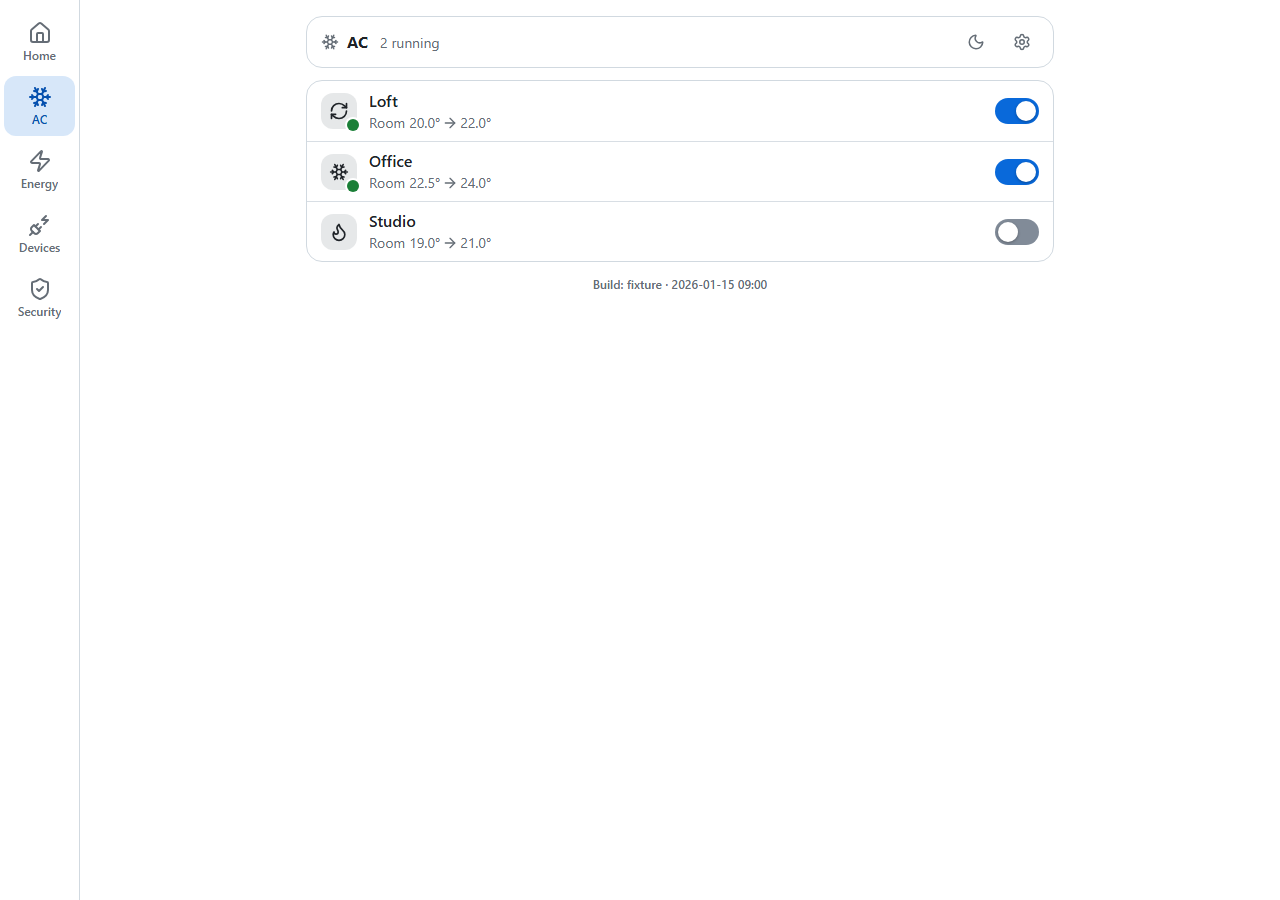 Home
AC
Energy
Devices
Security
AC 2 running
Loft
Room 20.0° → 22.0°
Office
Room 22.5° → 24.0°
Studio
Room 19.0° → 21.0°
Build: fixture · 2026-01-15 09:00